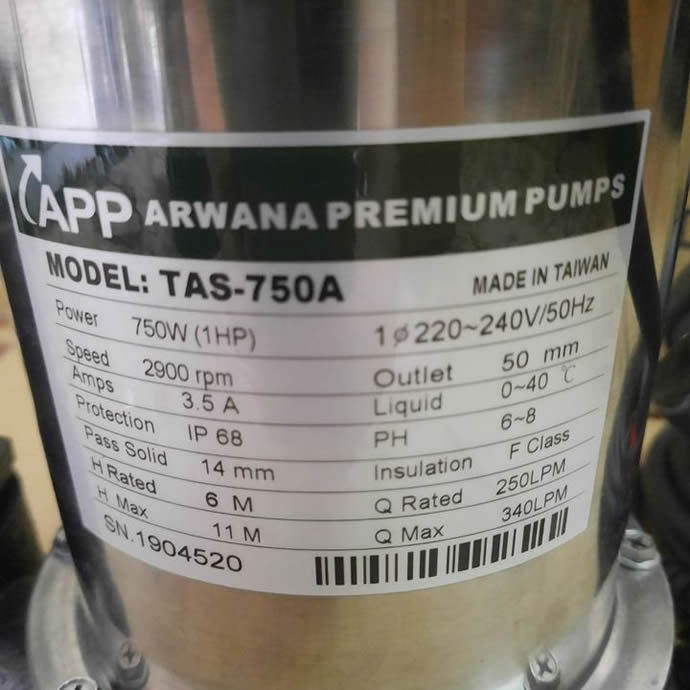 APP ARWANA PREMIUM PUMPS
MODEL: TAS-750A MADE IN TAIWAN
Power 750W (1HP) 1ø220~240V/50Hz
Speed 2900 rpm Outlet 50 mm
Amps 3.5 A Liquid 0~40 ℃
Protection IP 68 PH 6~8
Pass Solid 14 mm Insulation F Class
H Rated 6 M Q Rated 250LPM
H Max 11 M Q Max 340LPM
SN.1904520